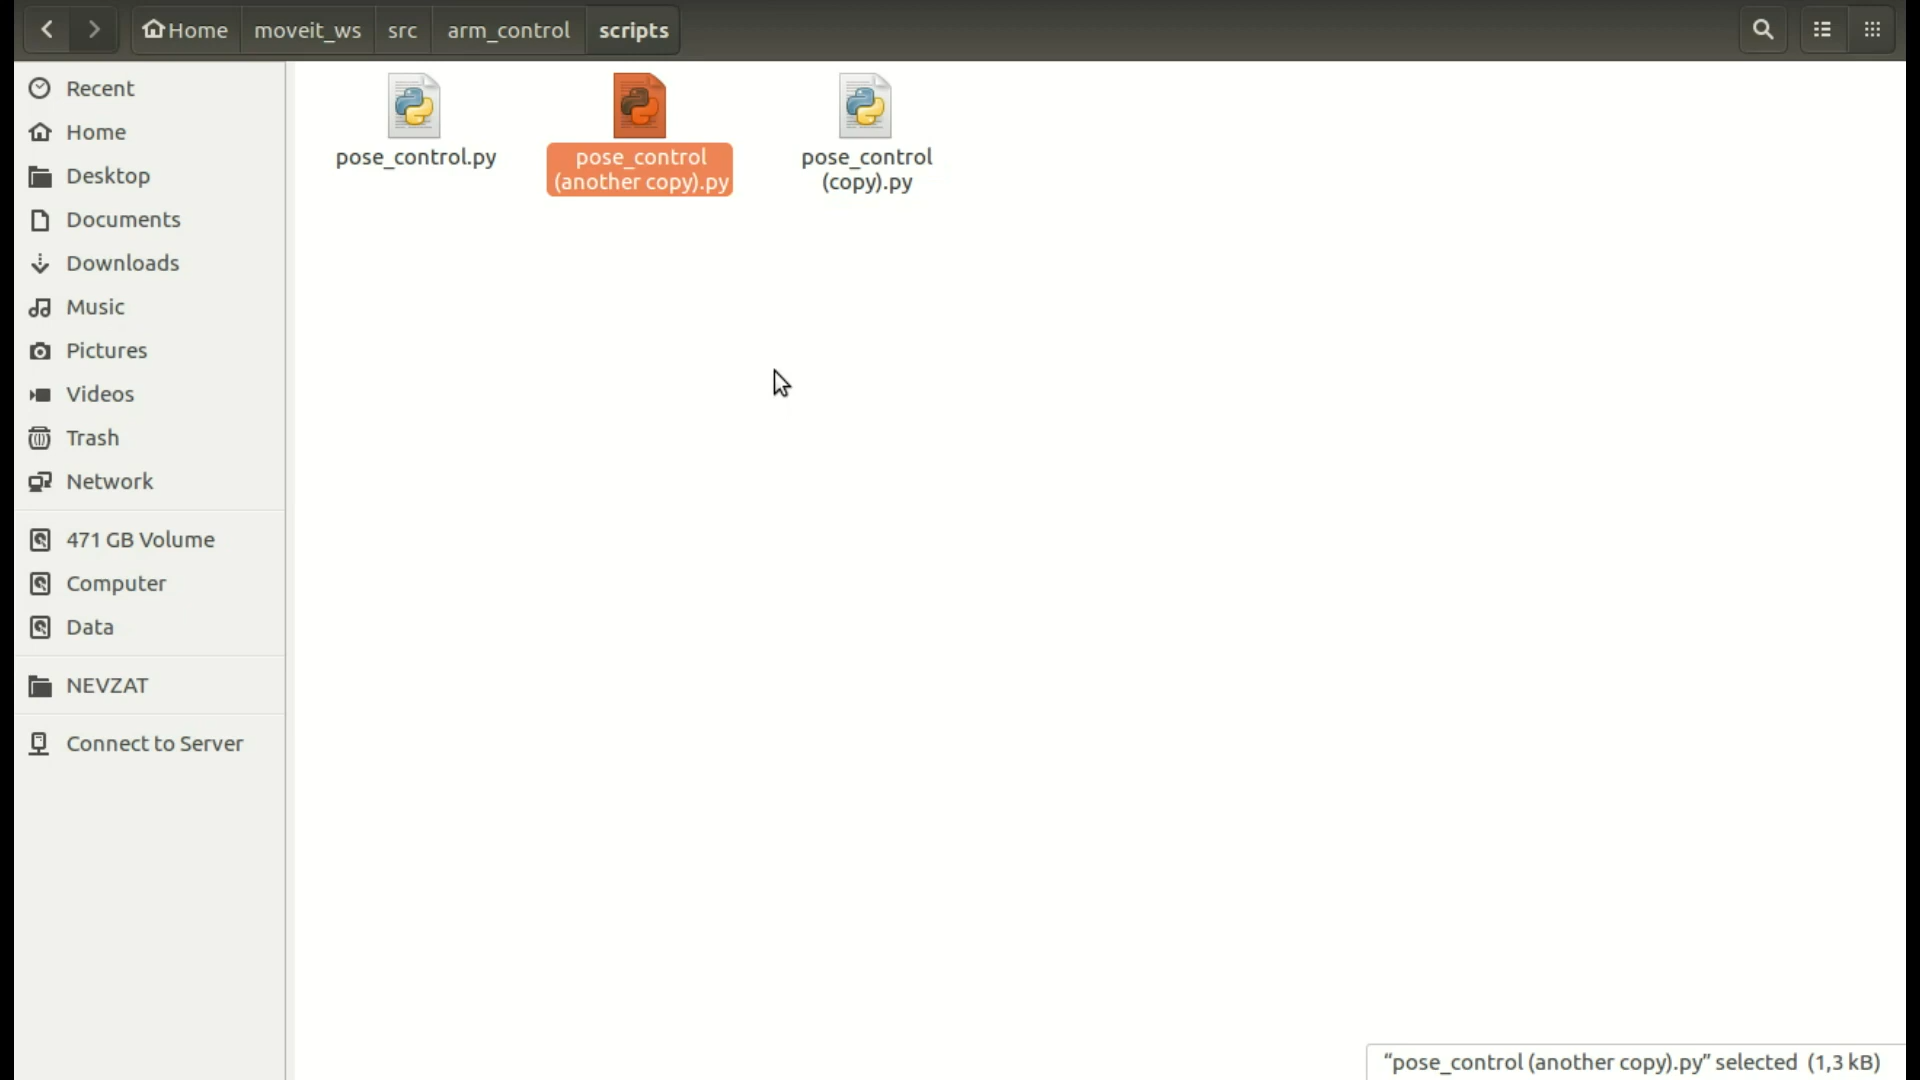 Home moveit_ws src arm_control scripts
Recent
Home
Desktop
Documents
Downloads
Music
Pictures
Videos
Trash
Network
471 GB Volume
Computer
Data
NEVZAT
Connect to Server
pose_control.py
pose_control
(another copy).py
pose_control
(copy).py
“pose_control (another copy).py” selected (1,3 kB)